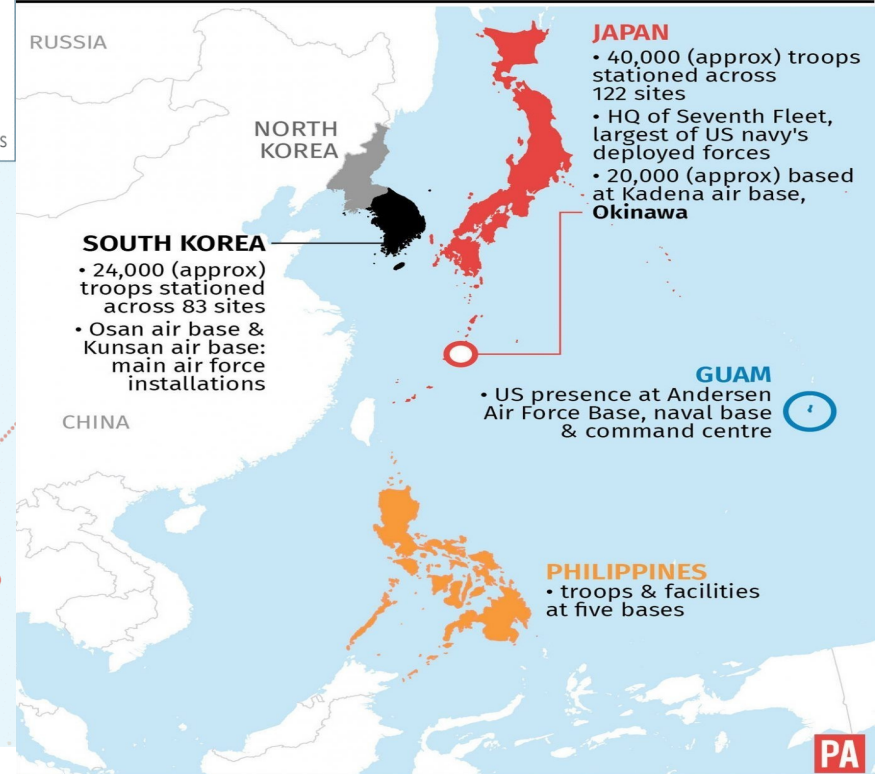 RUSSIA
NORTH
KOREA
JAPAN
• 40,000 (approx) troops
stationed across
122 sites
• HQ of Seventh Fleet,
largest of US navy's
deployed forces
• 20,000 (approx) based
at Kadena air base,
Okinawa
SOUTH KOREA
• 24,000 (approx)
troops stationed
across 83 sites
• Osan air base &
Kunsan air base:
main air force
installations
CHINA
GUAM
• US presence at Andersen
Air Force Base, naval base
& command centre
PHILIPPINES
• troops & facilities
at five bases
PA